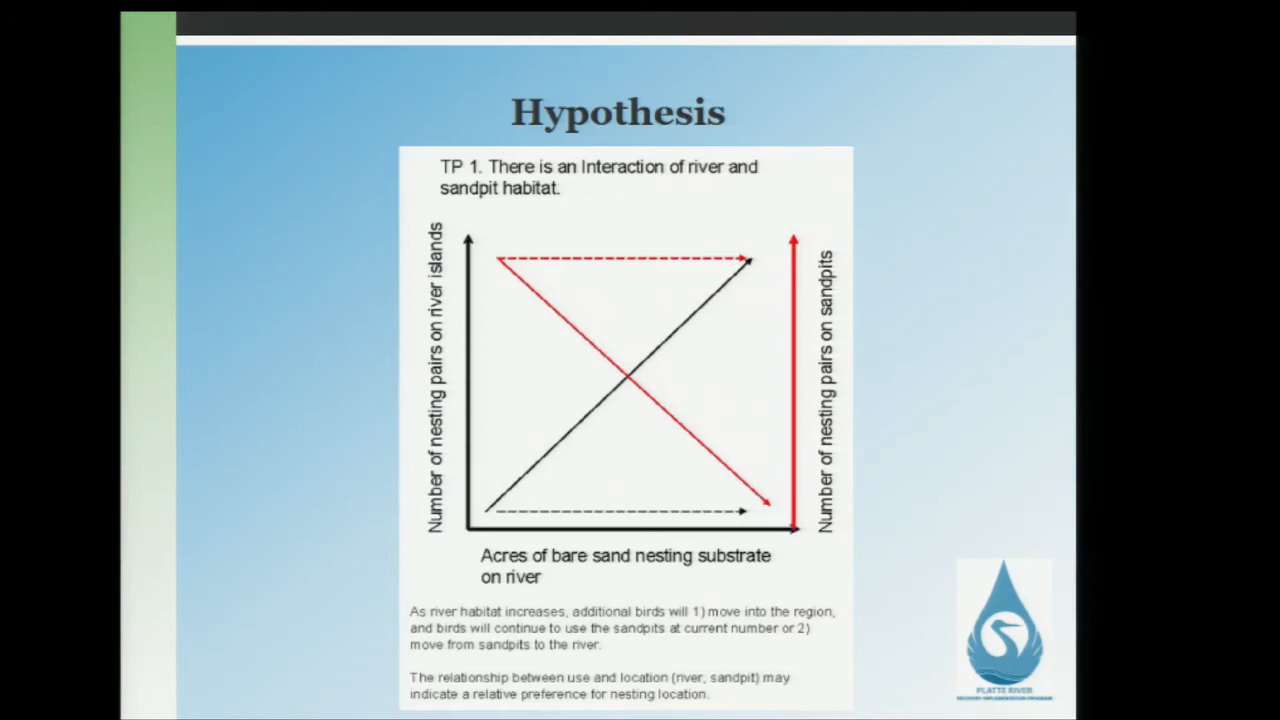 Hypothesis
TP 1. There is an Interaction of river and
sandpit habitat.
Number of nesting pairs on river islands
Number of nesting pairs on sandpits
Acres of bare sand nesting substrate
on river
As river habitat increases, additional birds will 1) move into the region,
and birds will continue to use the sandpits at current number or 2)
move from sandpits to the river.
The relationship between use and location (river, sandpit) may
indicate a relative preference for nesting location.
PLATTE RIVER
RECOVERY IMPLEMENTATION PROGRAM